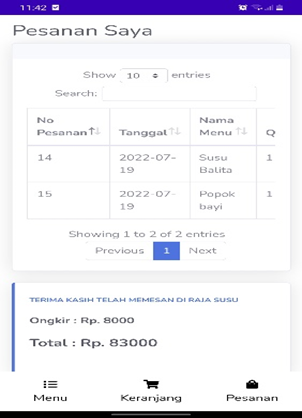 11:42
Pesanan Saya
Show 10 entries
Search:
No Pesanan Tanggal Nama Menu Q
14 2022-07-19 Susu Balita 1
15 2022-07-19 Popok bayi 1
Showing 1 to 2 of 2 entries
Previous 1 Next
TERIMA KASIH TELAH MEMESAN DI RAJA SUSU
Ongkir : Rp. 8000
Total : Rp. 83000
Menu Keranjang Pesanan